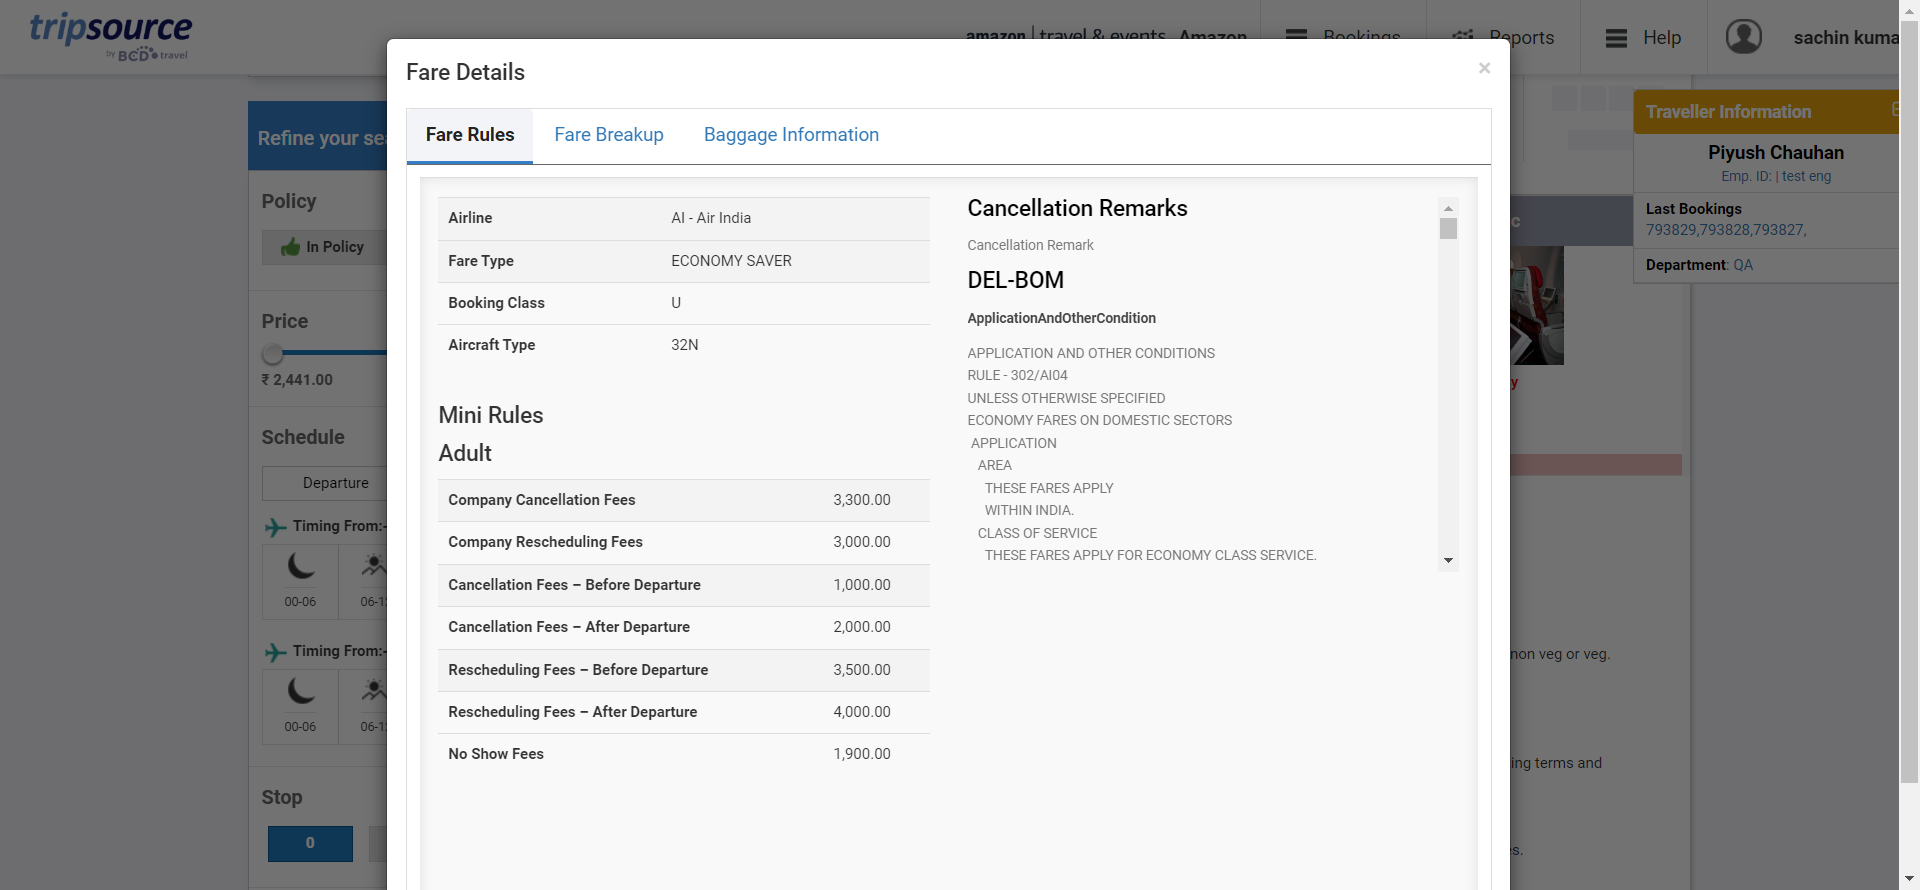 tripsource
by BCD travel
amazon | travel & events Amazon
Bookings
Reports
Help
sachin kuma
Refine your sea
Policy
In Policy
Price
₹ 2,441.00
Schedule
Departure
Timing From:-
00-06
06-12
Timing From:-
00-06
06-12
Stop
0
Fare Details
×
Fare Rules
Fare Breakup
Baggage Information
Airline AI - Air India
Fare Type ECONOMY SAVER
Booking Class U
Aircraft Type 32N
Mini Rules
Adult
Company Cancellation Fees 3,300.00
Company Rescheduling Fees 3,000.00
Cancellation Fees – Before Departure 1,000.00
Cancellation Fees – After Departure 2,000.00
Rescheduling Fees – Before Departure 3,500.00
Rescheduling Fees – After Departure 4,000.00
No Show Fees 1,900.00
Cancellation Remarks
Cancellation Remark
DEL-BOM
ApplicationAndOtherCondition
APPLICATION AND OTHER CONDITIONS
RULE - 302/AI04
UNLESS OTHERWISE SPECIFIED
ECONOMY FARES ON DOMESTIC SECTORS
APPLICATION
AREA
THESE FARES APPLY
WITHIN INDIA.
CLASS OF SERVICE
THESE FARES APPLY FOR ECONOMY CLASS SERVICE.
Traveller Information
Piyush Chauhan
Emp. ID: | test eng
Last Bookings
793829,793828,793827,
Department: QA
c
y
non veg or veg.
ing terms and
es.